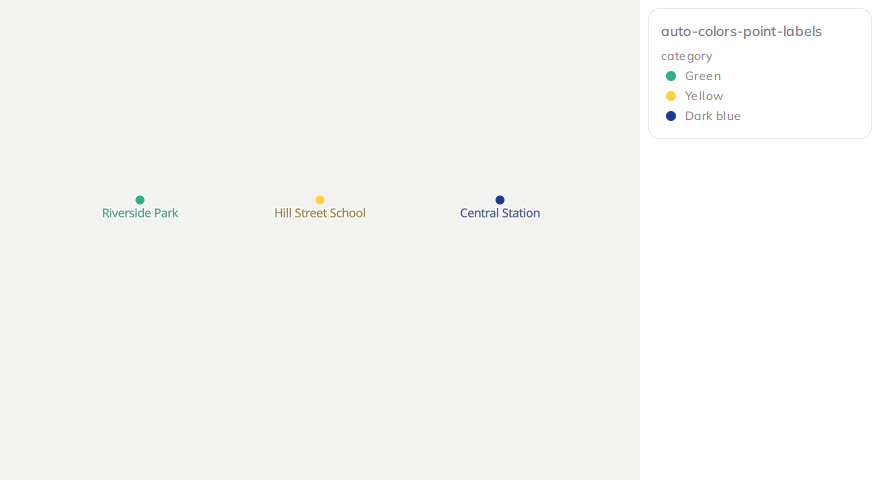 auto-colors-point-labels
category
Green
Yellow
Dark blue
Riverside Park
Hill Street School
Central Station